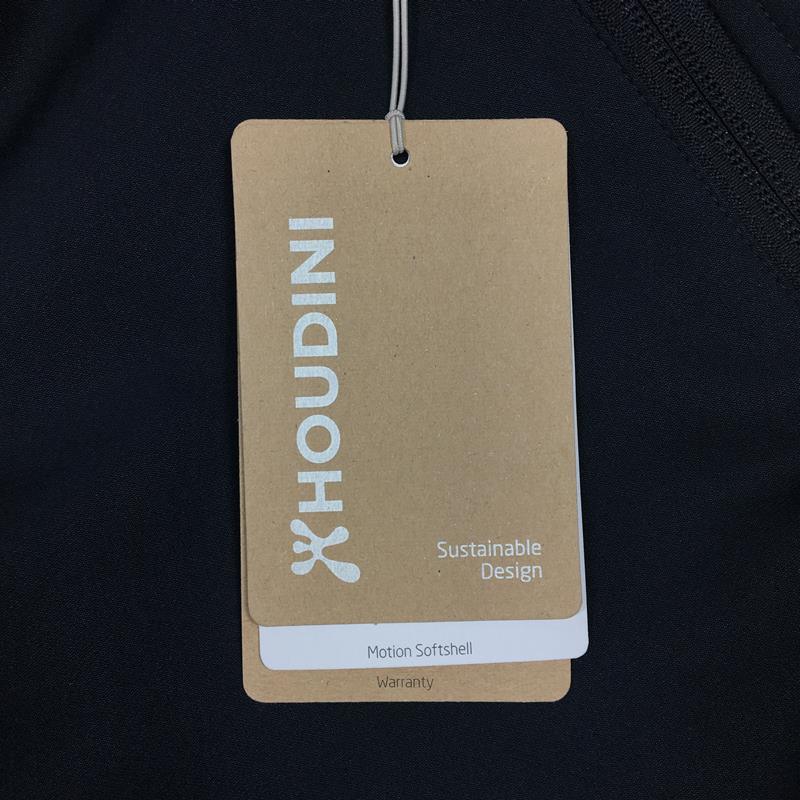 HOUDINI
Sustainable
Design
Motion Softshell
Warranty